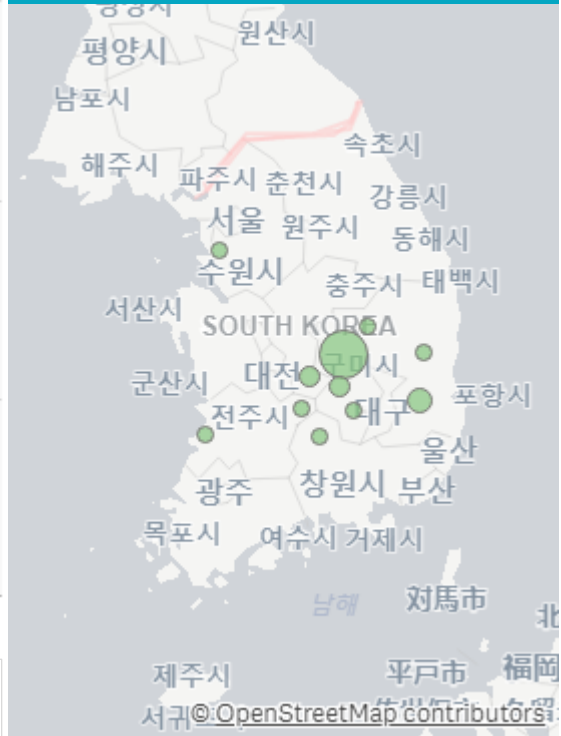 원산시
평양시
남포시
속초시
해주시
파주시 춘천시
강릉시
서울 원주시
동해시
수원시
충주시 태백시
서산시
SOUTH KOREA
구미시
대전
군산시
포항시
전주시 대구
울산
광주 창원시 부산
목포시 여수시 거제시
남해
対馬市
北
제주시 平戸市 福岡
서귀
© OpenStreetMap contributors